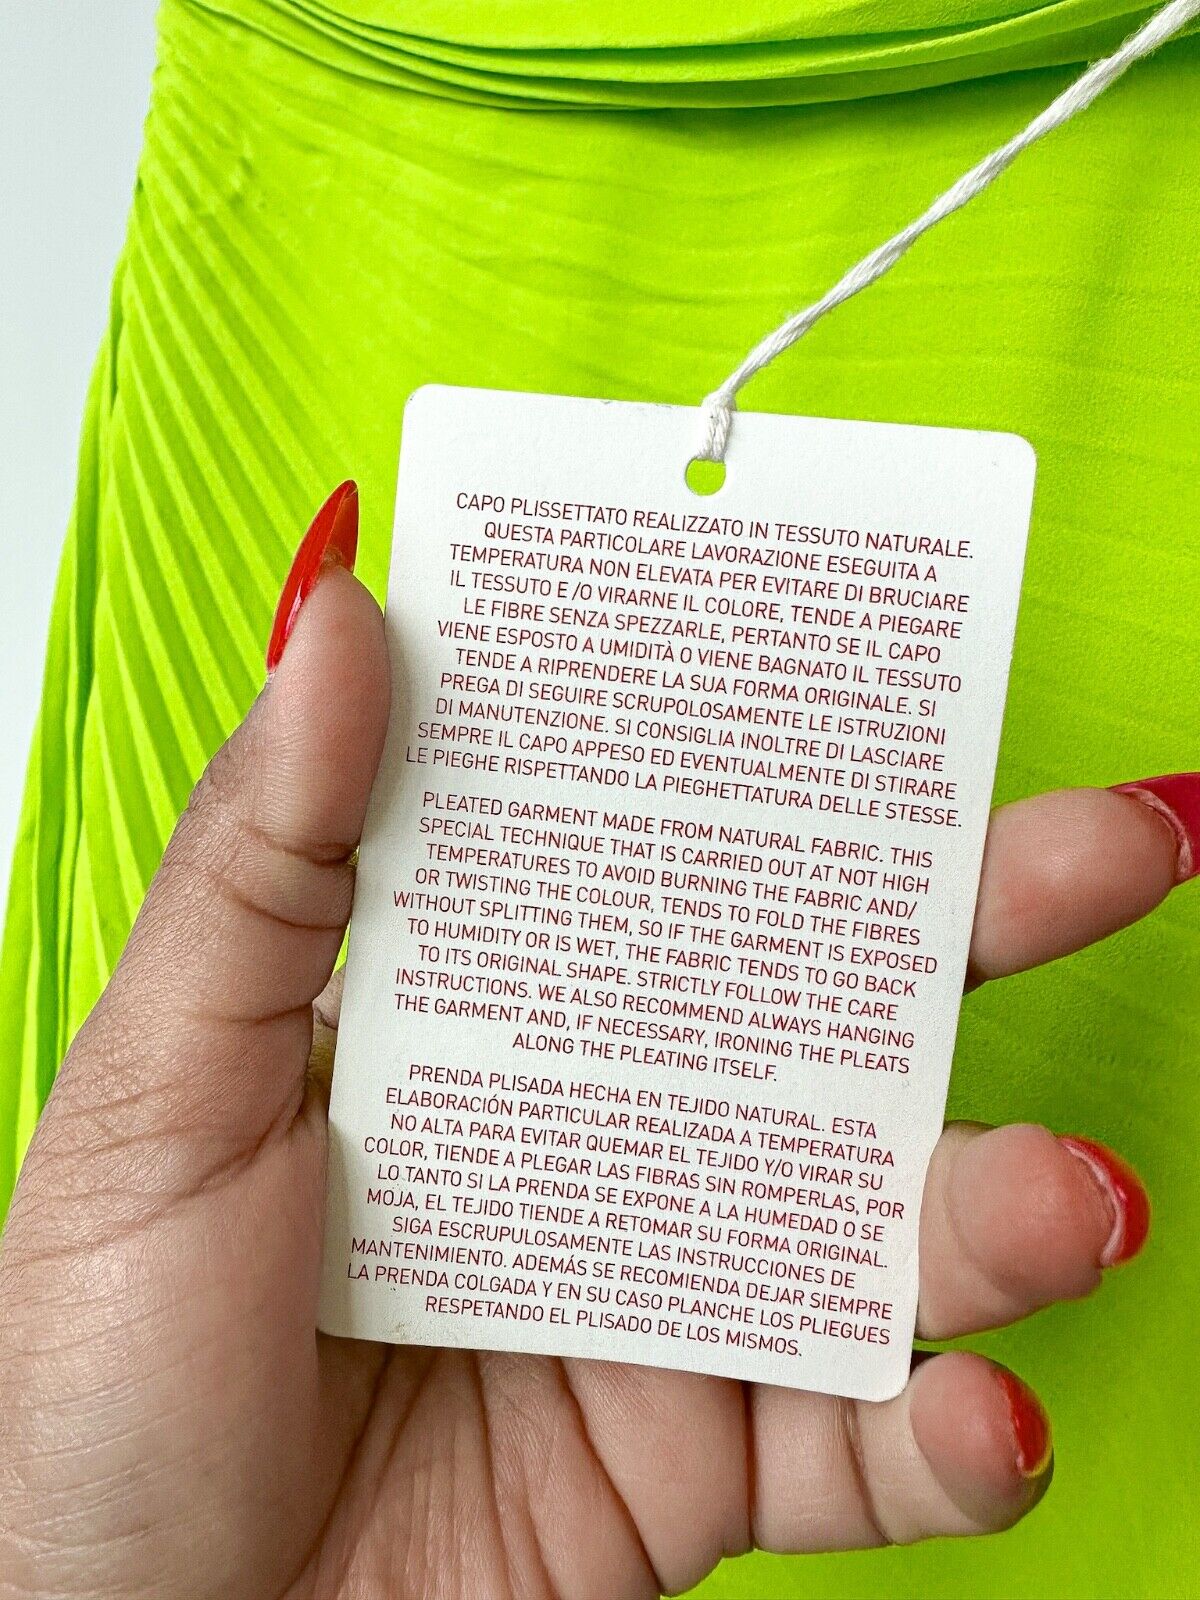 CAPO PLISSETTATO REALIZZATO IN TESSUTO NATURALE.
QUESTA PARTICOLARE LAVORAZIONE ESEGUITA A
TEMPERATURA NON ELEVATA PER EVITARE DI BRUCIARE
IL TESSUTO E /O VIRARNE IL COLORE, TENDE A PIEGARE
LE FIBRE SENZA SPEZZARLE, PERTANTO SE IL CAPO
VIENE ESPOSTO A UMIDITÀ O VIENE BAGNATO IL TESSUTO
TENDE A RIPRENDERE LA SUA FORMA ORIGINALE. SI
PREGA DI SEGUIRE SCRUPOLOSAMENTE LE ISTRUZIONI
DI MANUTENZIONE. SI CONSIGLIA INOLTRE DI LASCIARE
SEMPRE IL CAPO APPESO ED EVENTUALMENTE DI STIRARE
LE PIEGHE RISPETTANDO LA PIEGHETTATURA DELLE STESSE.
PLEATED GARMENT MADE FROM NATURAL FABRIC. THIS
SPECIAL TECHNIQUE THAT IS CARRIED OUT AT NOT HIGH
TEMPERATURES TO AVOID BURNING THE FABRIC AND/
OR TWISTING THE COLOUR, TENDS TO FOLD THE FIBRES
WITHOUT SPLITTING THEM, SO IF THE GARMENT IS EXPOSED
TO HUMIDITY OR IS WET, THE FABRIC TENDS TO GO BACK
TO ITS ORIGINAL SHAPE. STRICTLY FOLLOW THE CARE
INSTRUCTIONS. WE ALSO RECOMMEND ALWAYS HANGING
THE GARMENT AND, IF NECESSARY, IRONING THE PLEATS
ALONG THE PLEATING ITSELF.
PRENDA PLISADA HECHA EN TEJIDO NATURAL. ESTA
ELABORACIÓN PARTICULAR REALIZADA A TEMPERATURA
NO ALTA PARA EVITAR QUEMAR EL TEJIDO Y/O VIRAR SU
COLOR, TIENDE A PLEGAR LAS FIBRAS SIN ROMPERLAS, POR
LO TANTO SI LA PRENDA SE EXPONE A LA HUMEDAD O SE
MOJA, EL TEJIDO TIENDE A RETOMAR SU FORMA ORIGINAL.
SIGA ESCRUPULOSAMENTE LAS INSTRUCCIONES DE
MANTENIMIENTO. ADEMÁS SE RECOMIENDA DEJAR SIEMPRE
LA PRENDA COLGADA Y EN SU CASO PLANCHE LOS PLIEGUES
RESPETANDO EL PLISADO DE LOS MISMOS.